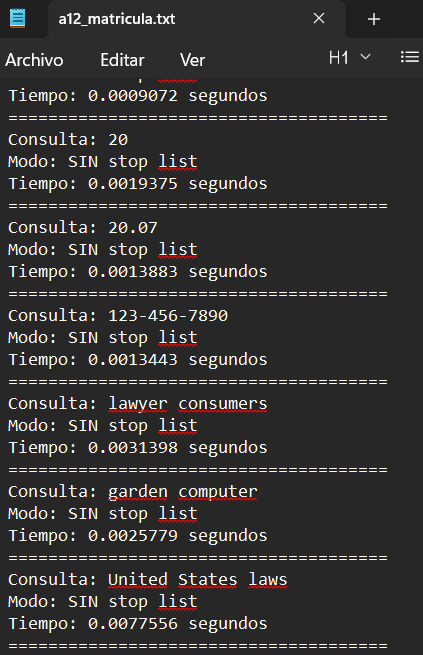 a12_matricula.txt
Archivo Editar Ver H1
Tiempo: 0.0009072 segundos
======================================
Consulta: 20
Modo: SIN stop list
Tiempo: 0.0019375 segundos
======================================
Consulta: 20.07
Modo: SIN stop list
Tiempo: 0.0013883 segundos
======================================
Consulta: 123-456-7890
Modo: SIN stop list
Tiempo: 0.0013443 segundos
======================================
Consulta: lawyer consumers
Modo: SIN stop list
Tiempo: 0.0031398 segundos
======================================
Consulta: garden computer
Modo: SIN stop list
Tiempo: 0.0025779 segundos
======================================
Consulta: United States laws
Modo: SIN stop list
Tiempo: 0.0077556 segundos
======================================